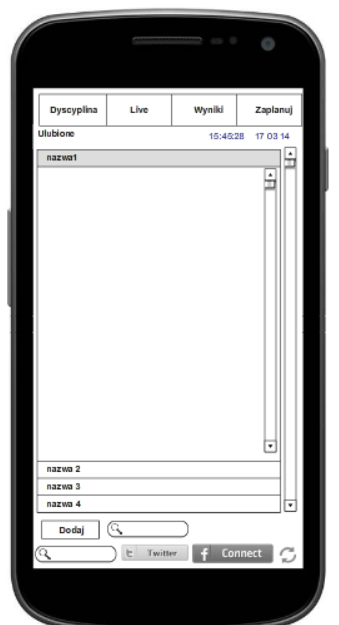 Dyscyplina Live Wyniki Zaplanuj
Ulubione 15:45:28 17 03 14
nazwa1
nazwa 2
nazwa 3
nazwa 4
Dodaj
t Twitter f Connect